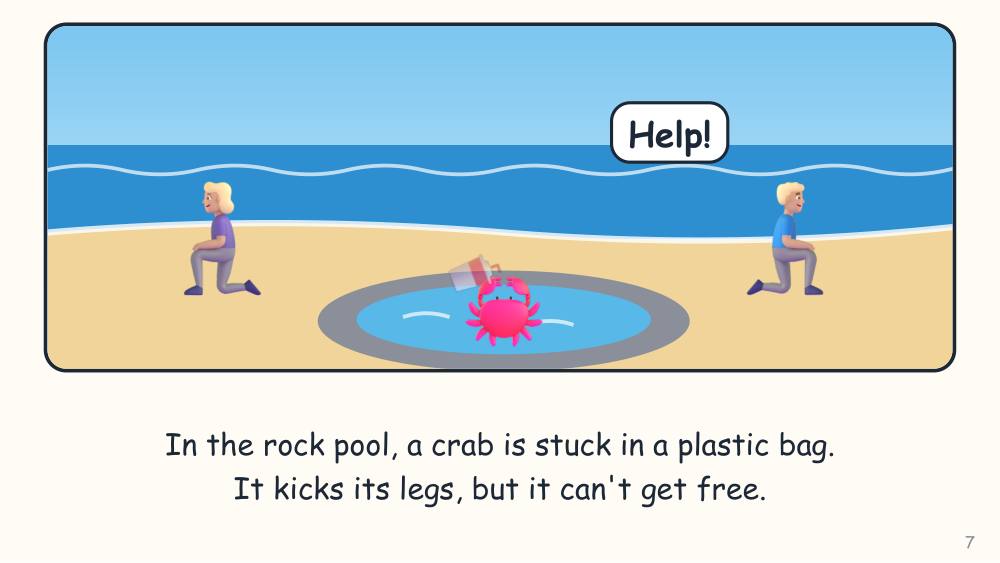 Help!
In the rock pool, a crab is stuck in a plastic bag.
It kicks its legs, but it can't get free.
7